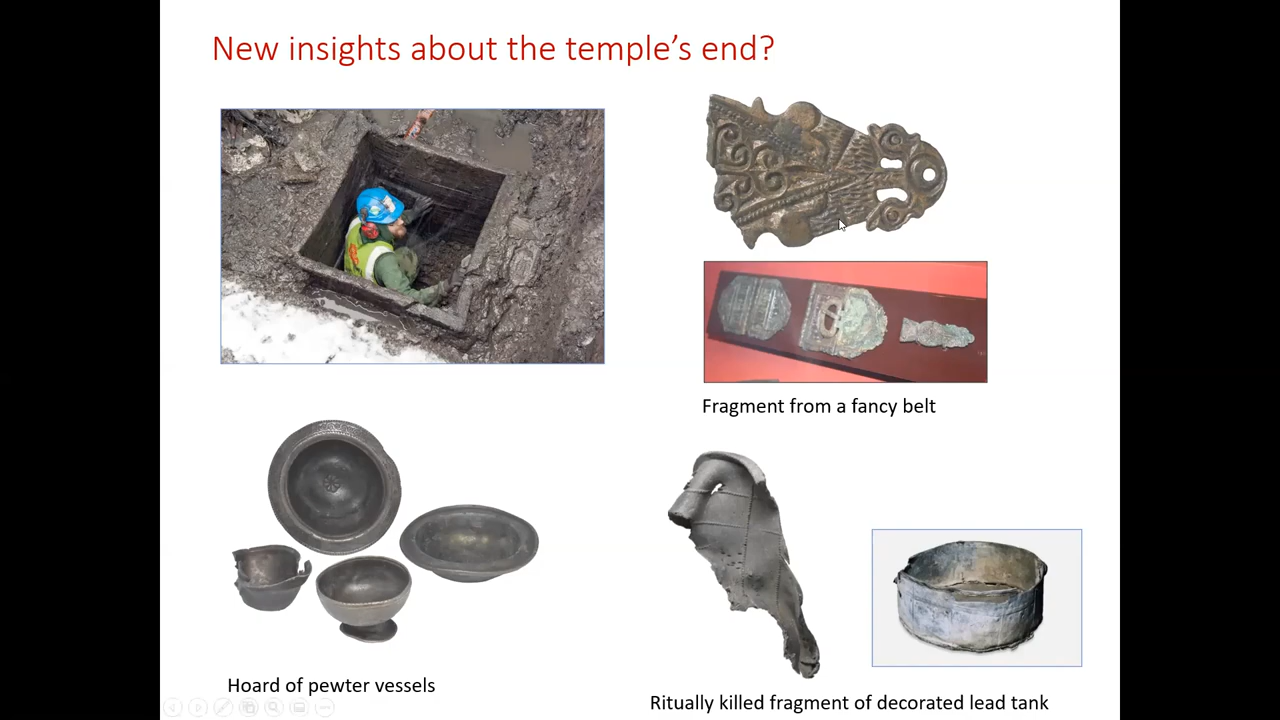 New insights about the temple's end?
Fragment from a fancy belt
Hoard of pewter vessels
Ritually killed fragment of decorated lead tank